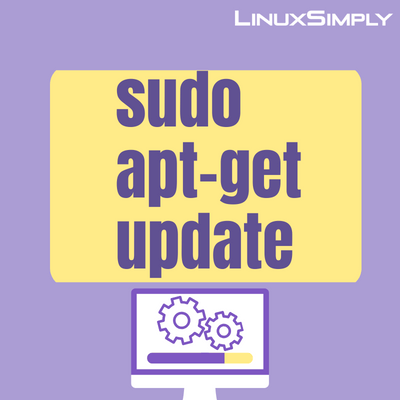 LINUXSIMPLY
sudo
apt-get
update